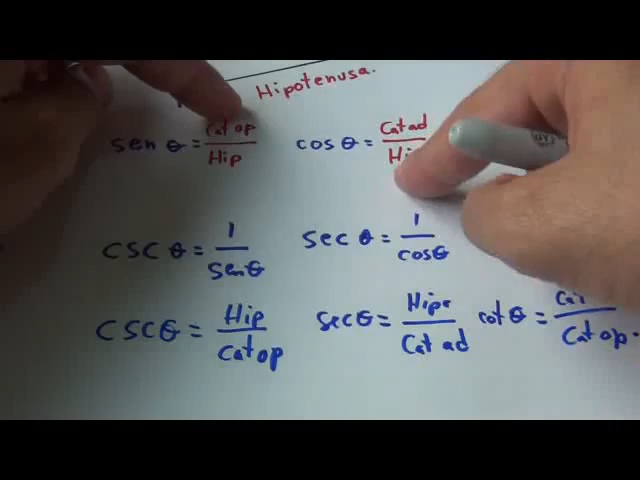 Hipotenusa.
sen θ = Cat op / Hip    cos θ = Cat ad
csc θ = 1 / sen θ    sec θ = 1 / cos θ
csc θ = Hip / Cat op    sec θ = Hip / Cat ad    cot θ = / Cat op.